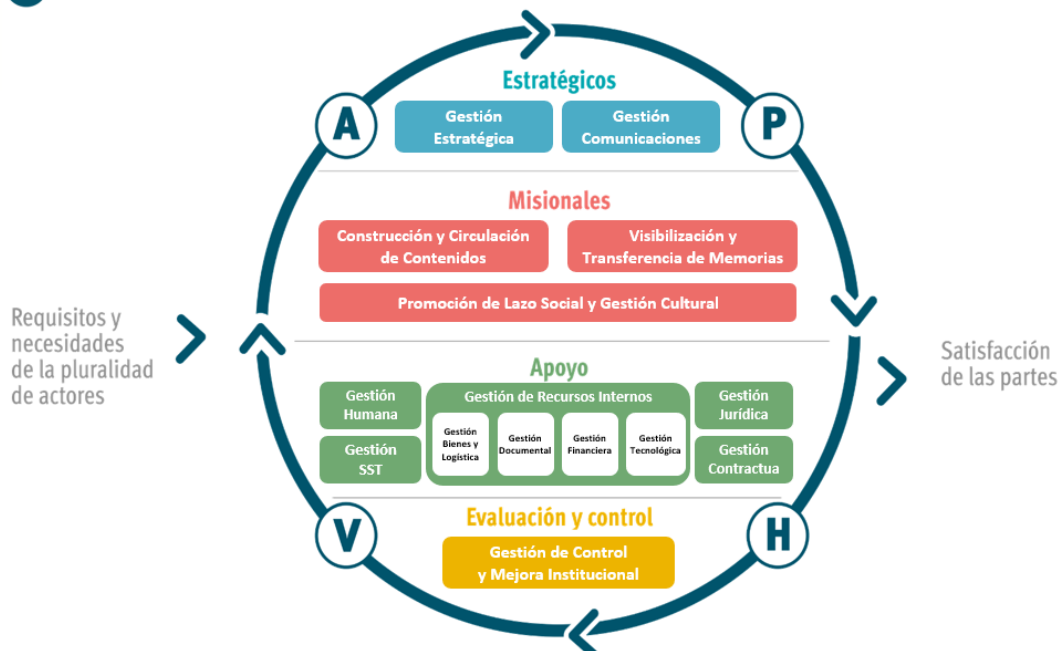 Estratégicos
A
P
Gestión
Estratégica
Gestión
Comunicaciones
Misionales
Construcción y Circulación
de Contenidos
Visibilización y
Transferencia de Memorias
Promoción de Lazo Social y Gestión Cultural
Requisitos y
necesidades
de la pluralidad
de actores
Satisfacción
de las partes
Apoyo
Gestión
Humana
Gestión
SST
Gestión de Recursos Internos
Gestión
Bienes y
Logística
Gestión
Documental
Gestión
Financiera
Gestión
Tecnológica
Gestión
Jurídica
Gestión
Contractua
Evaluación y control
V
H
Gestión de Control
y Mejora Institucional